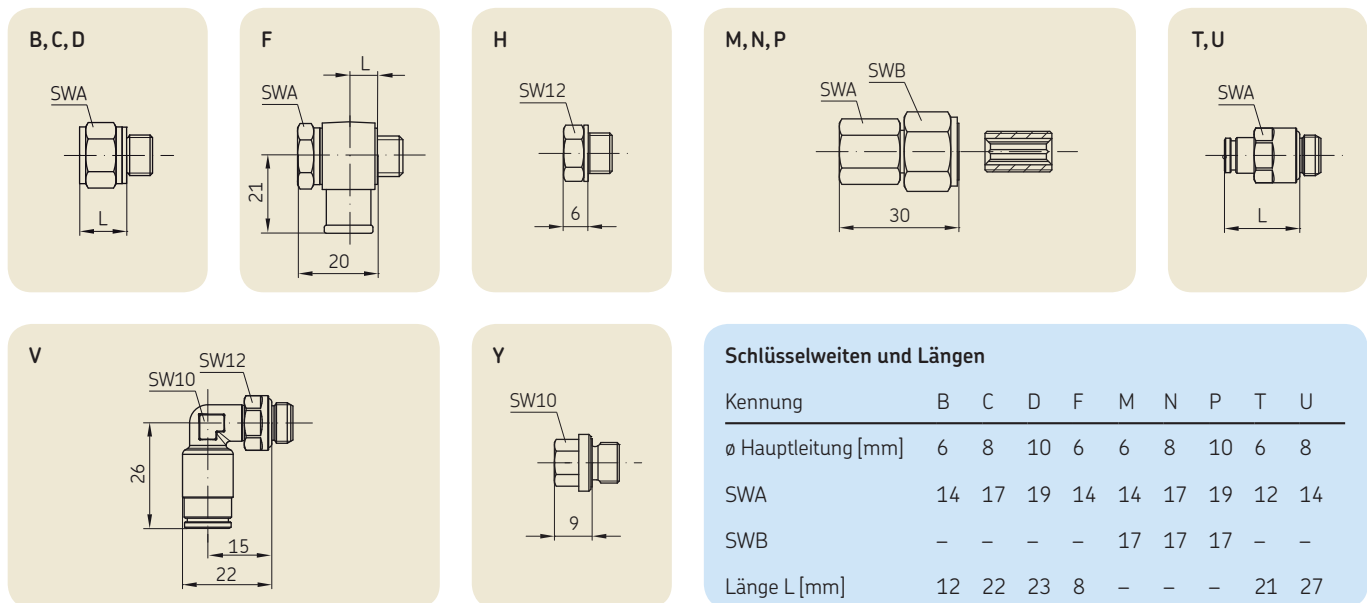 B, C, D
SWA
L
F
L
SWA
21
20
H
SW12
6
M, N, P
SWB
SWA
30
T, U
SWA
L
V
SW12
SW10
26
15
22
Y
SW10
9
Schlüsselweiten und Längen
Kennung B C D F M N P T U
ø Hauptleitung [mm] 6 8 10 6 6 8 10 6 8
SWA 14 17 19 14 14 17 19 12 14
SWB – – – – 17 17 17 – –
Länge L [mm] 12 22 23 8 – – – 21 27